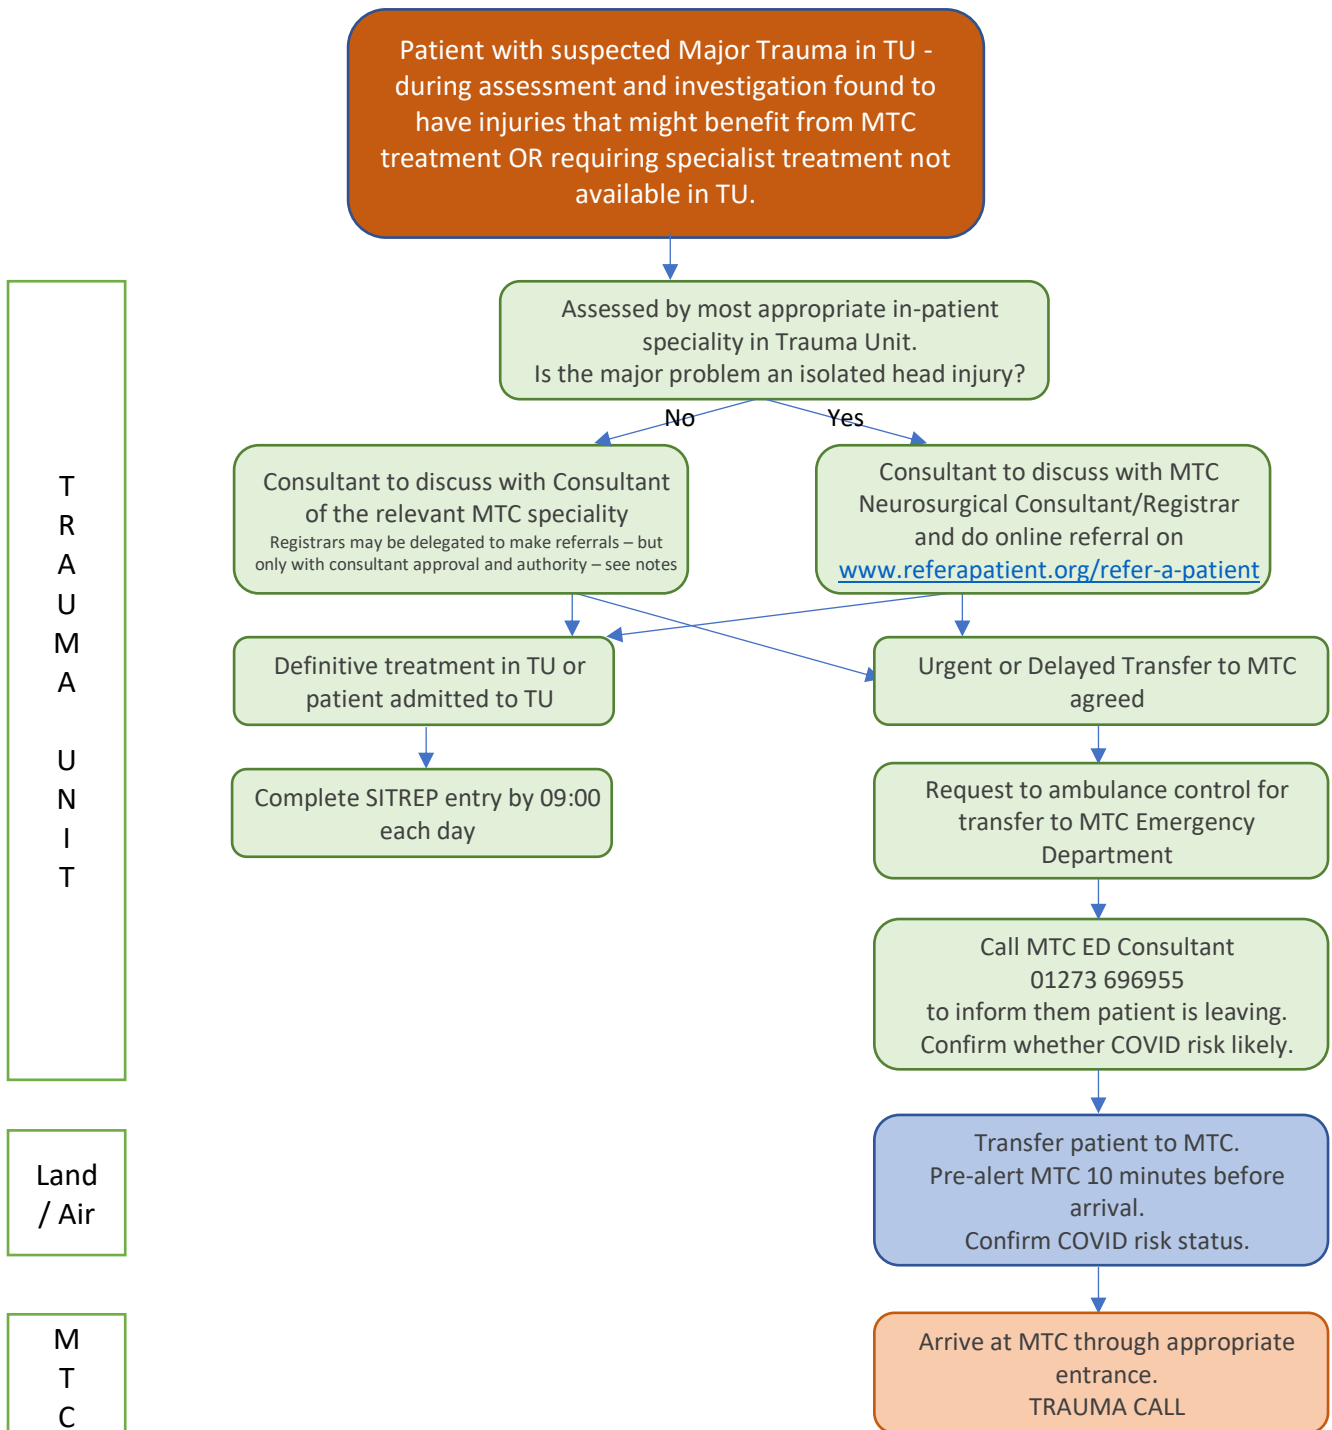 Patient with suspected Major Trauma in TU -
during assessment and investigation found to
have injuries that might benefit from MTC
treatment OR requiring specialist treatment not
available in TU.
Assessed by most appropriate in-patient
speciality in Trauma Unit.
Is the major problem an isolated head injury?
No
Yes
Consultant to discuss with Consultant
of the relevant MTC speciality
Registrars may be delegated to make referrals – but
only with consultant approval and authority – see notes
Consultant to discuss with MTC
Neurosurgical Consultant/Registrar
and do online referral on
www.referapatient.org/refer-a-patient
Definitive treatment in TU or
patient admitted to TU
Urgent or Delayed Transfer to MTC
agreed
Complete SITREP entry by 09:00
each day
Request to ambulance control for
transfer to MTC Emergency
Department
Call MTC ED Consultant
01273 696955
to inform them patient is leaving.
Confirm whether COVID risk likely.
Transfer patient to MTC.
Pre-alert MTC 10 minutes before
arrival.
Confirm COVID risk status.
Arrive at MTC through appropriate
entrance.
TRAUMA CALL
T
R
A
U
M
A
U
N
I
T
Land
/ Air
M
T
C